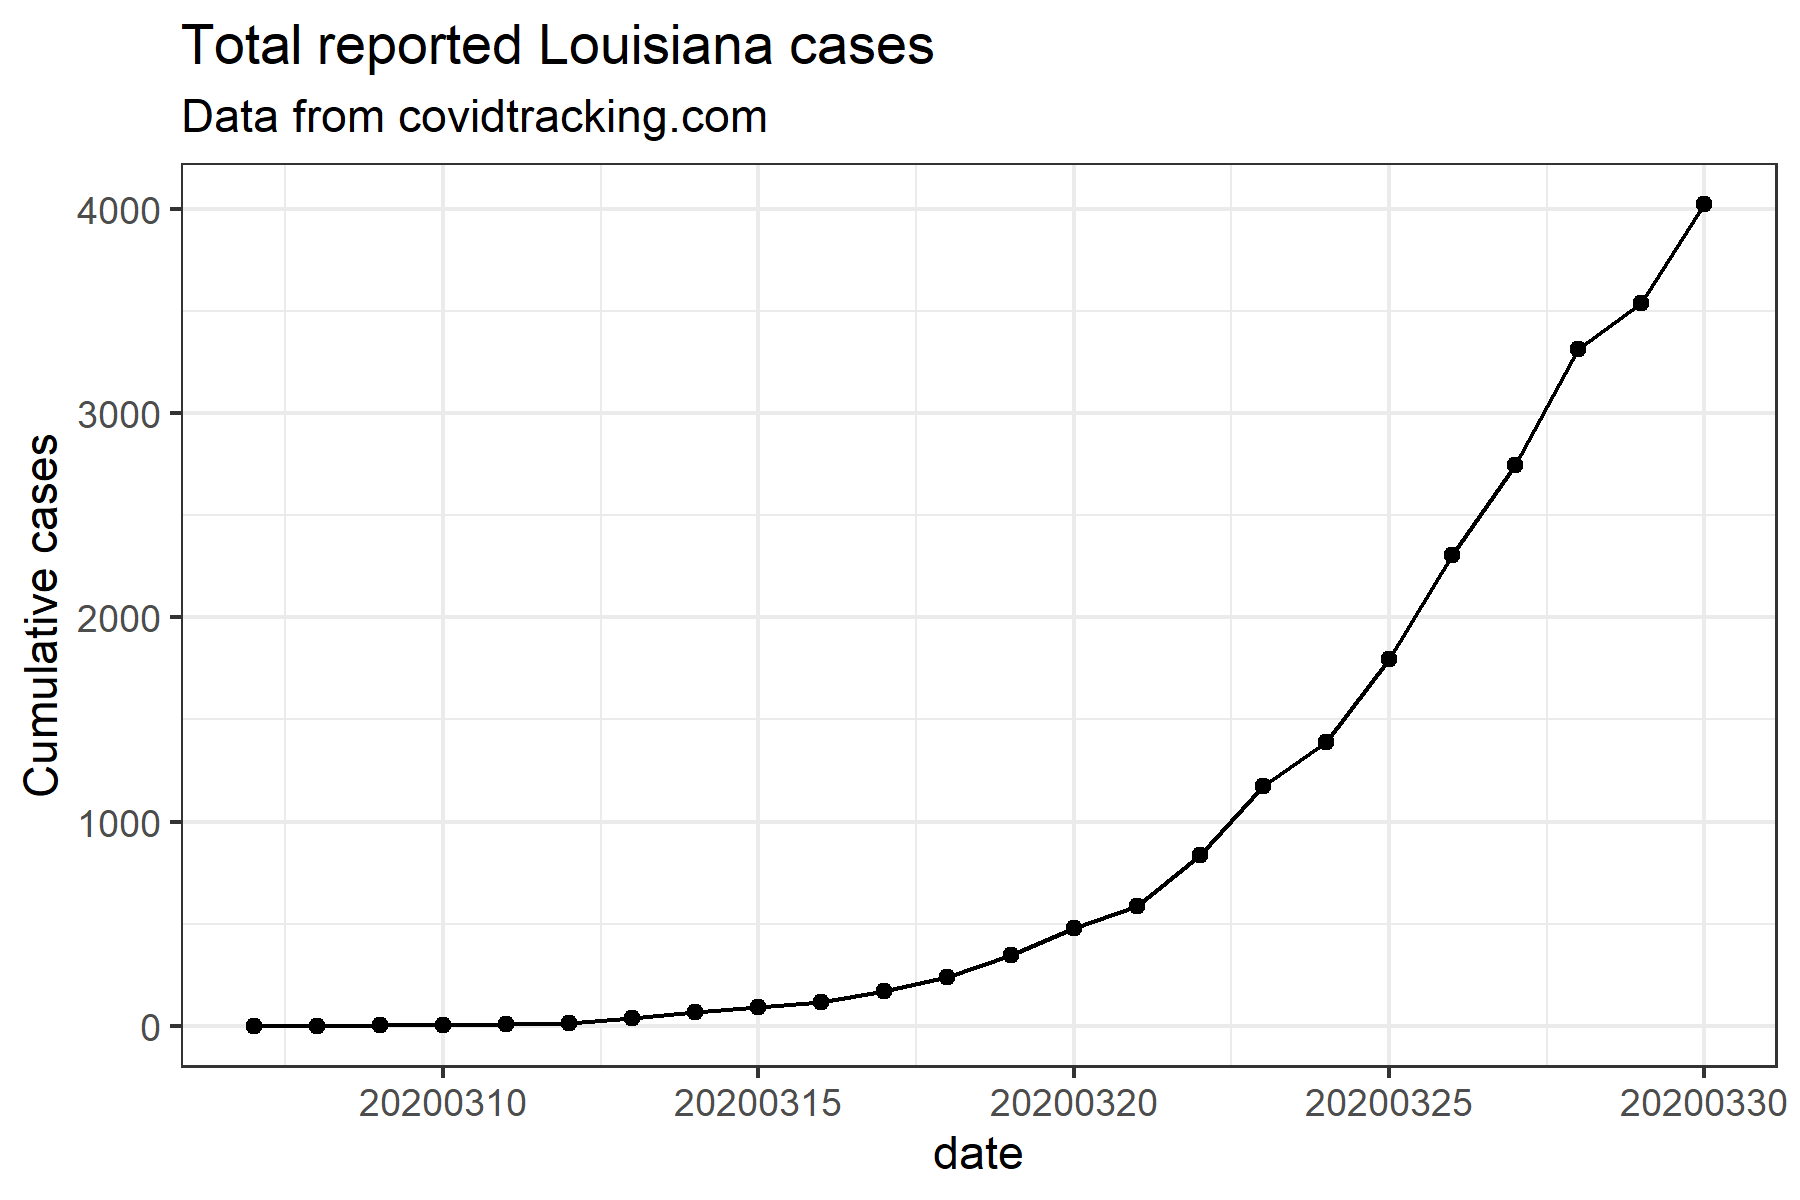 Total reported Louisiana cases
Data from covidtracking.com
Cumulative cases
4000
3000
2000
1000
0
20200310 20200315 20200320 20200325 20200330
date